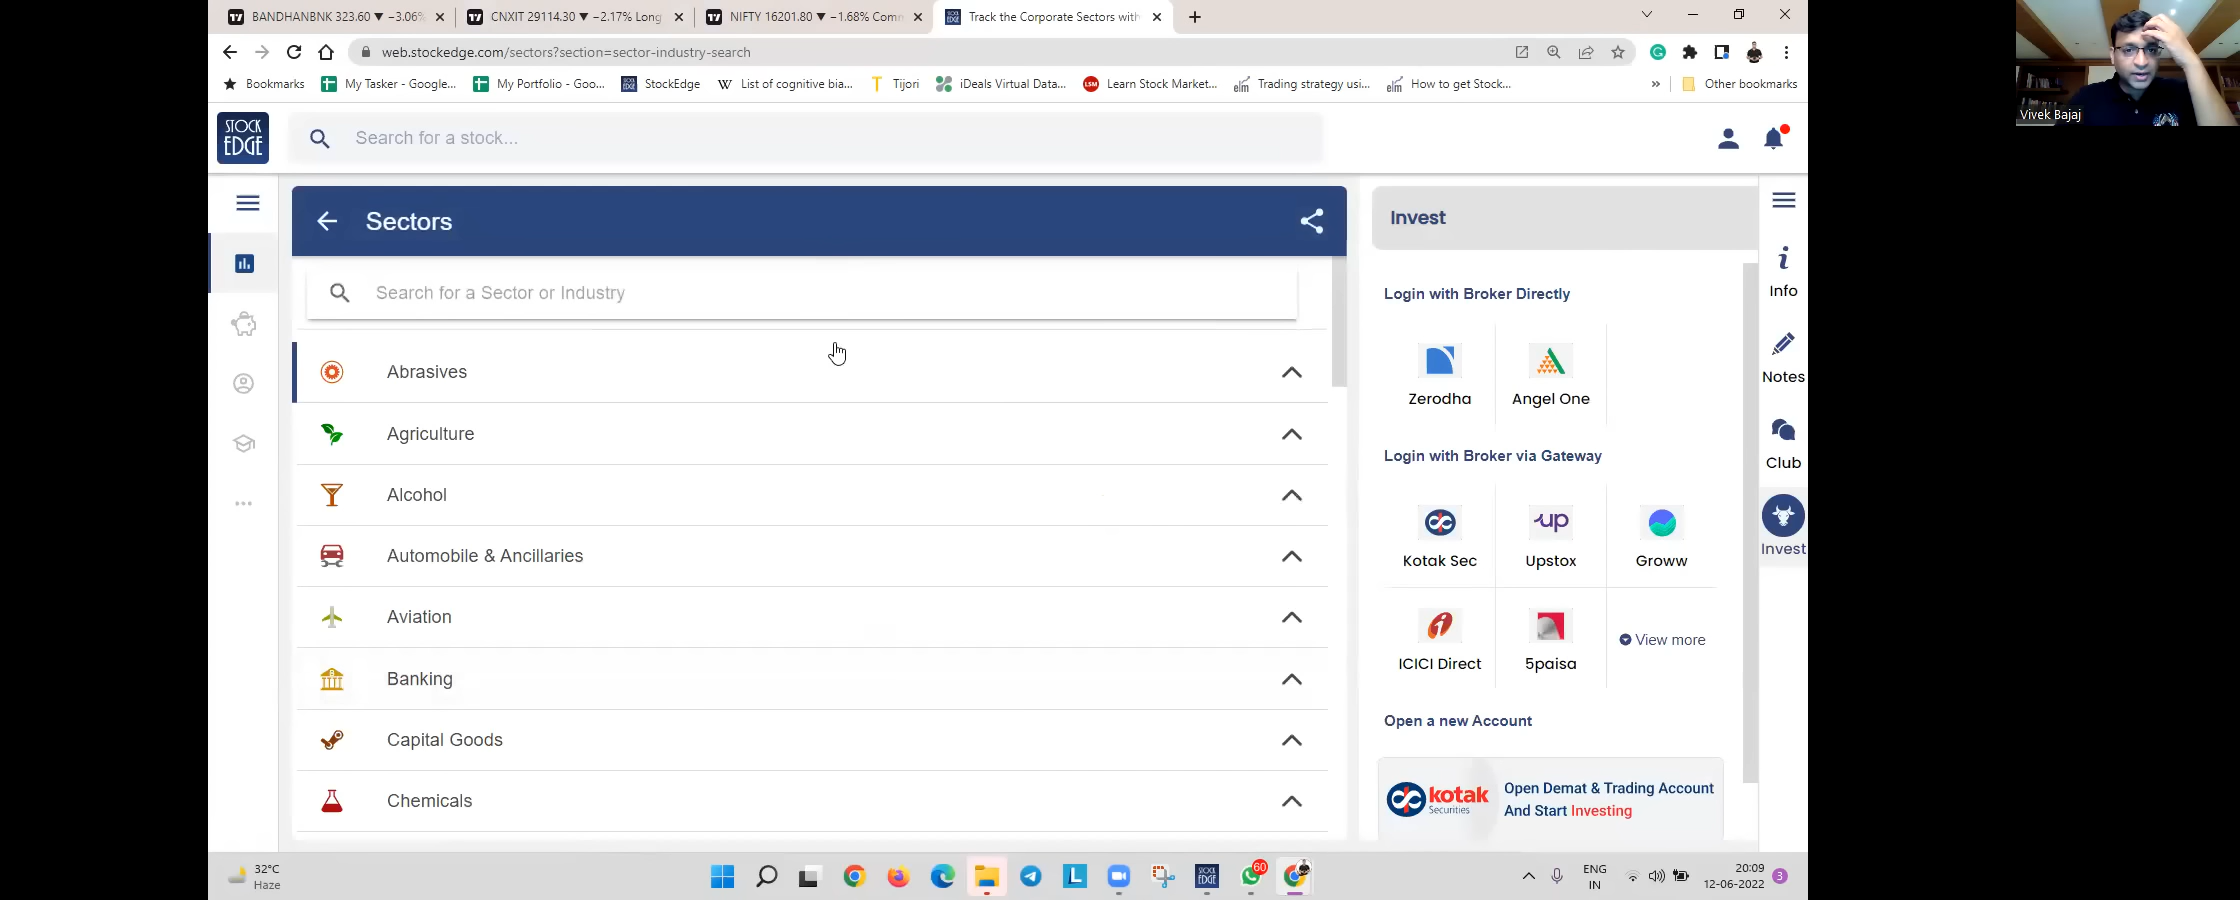 BANDHANBNK 323.60 ▼ −3.06%
CNXIT 29114.30 ▼ −2.17% Long
NIFTY 16201.80 ▼ −1.68% Com
Track the Corporate Sectors with
web.stockedge.com/sectors?section=sector-industry-search
Bookmarks
My Tasker - Google...
My Portfolio - Goo...
StockEdge
List of cognitive bia...
Tijori
iDeals Virtual Data...
Learn Stock Market...
Trading strategy usi...
How to get Stock...
»
Other bookmarks
Vivek Bajaj
STOCK
EDGE
Search for a stock...
Sectors
Search for a Sector or Industry
Abrasives
Agriculture
Alcohol
Automobile & Ancillaries
Aviation
Banking
Capital Goods
Chemicals
Invest
Login with Broker Directly
Zerodha
Angel One
Login with Broker via Gateway
up
Kotak Sec
Upstox
Groww
ICICI Direct
5paisa
View more
Open a new Account
kotak
Securities
Open Demat & Trading Account
And Start Investing
Info
Notes
Club
Invest
32°C
Haze
L
STOCK
EDGE
60
ENG
IN
20:09
12-06-2022
3